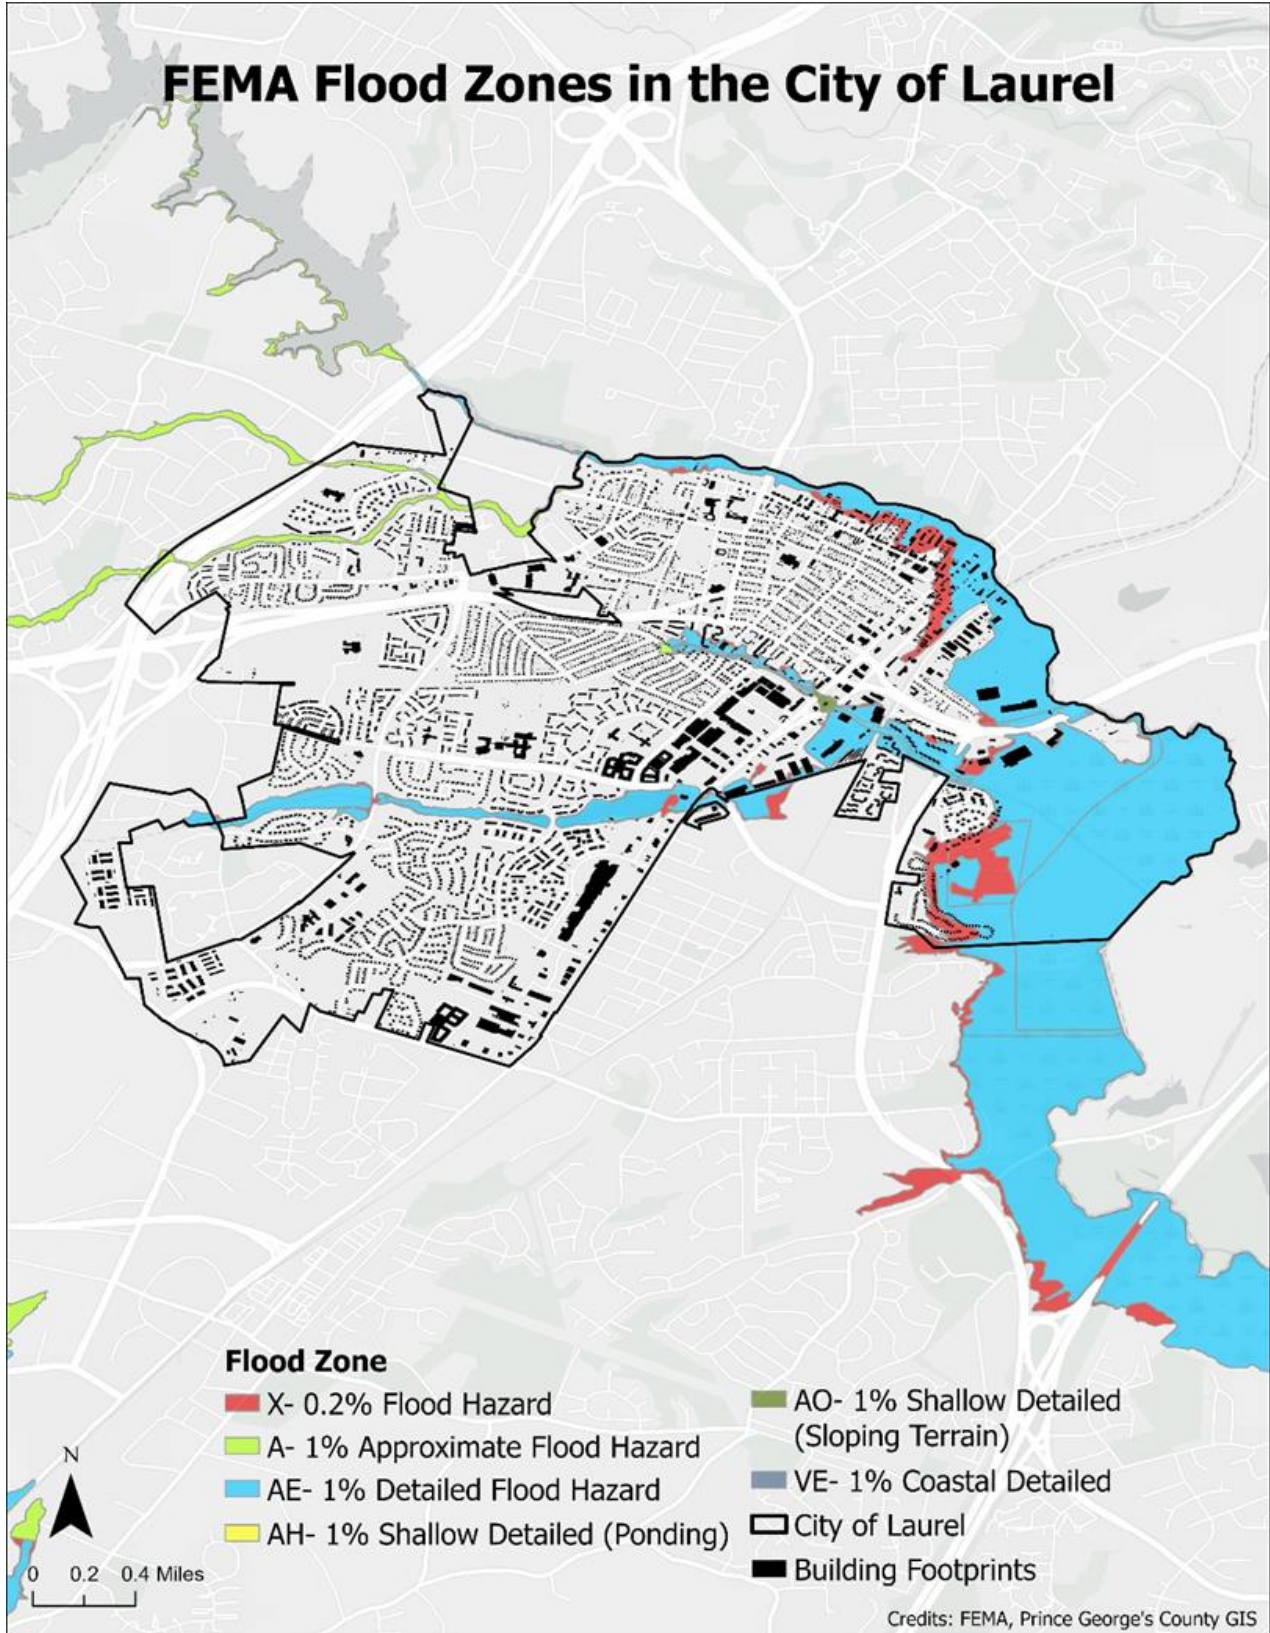 FEMA Flood Zones in the City of Laurel
Flood Zone
X- 0.2% Flood Hazard
A- 1% Approximate Flood Hazard
AE- 1% Detailed Flood Hazard
AH- 1% Shallow Detailed (Ponding)
AO- 1% Shallow Detailed
(Sloping Terrain)
VE- 1% Coastal Detailed
City of Laurel
Building Footprints
N
0 0.2 0.4 Miles
Credits: FEMA, Prince George's County GIS